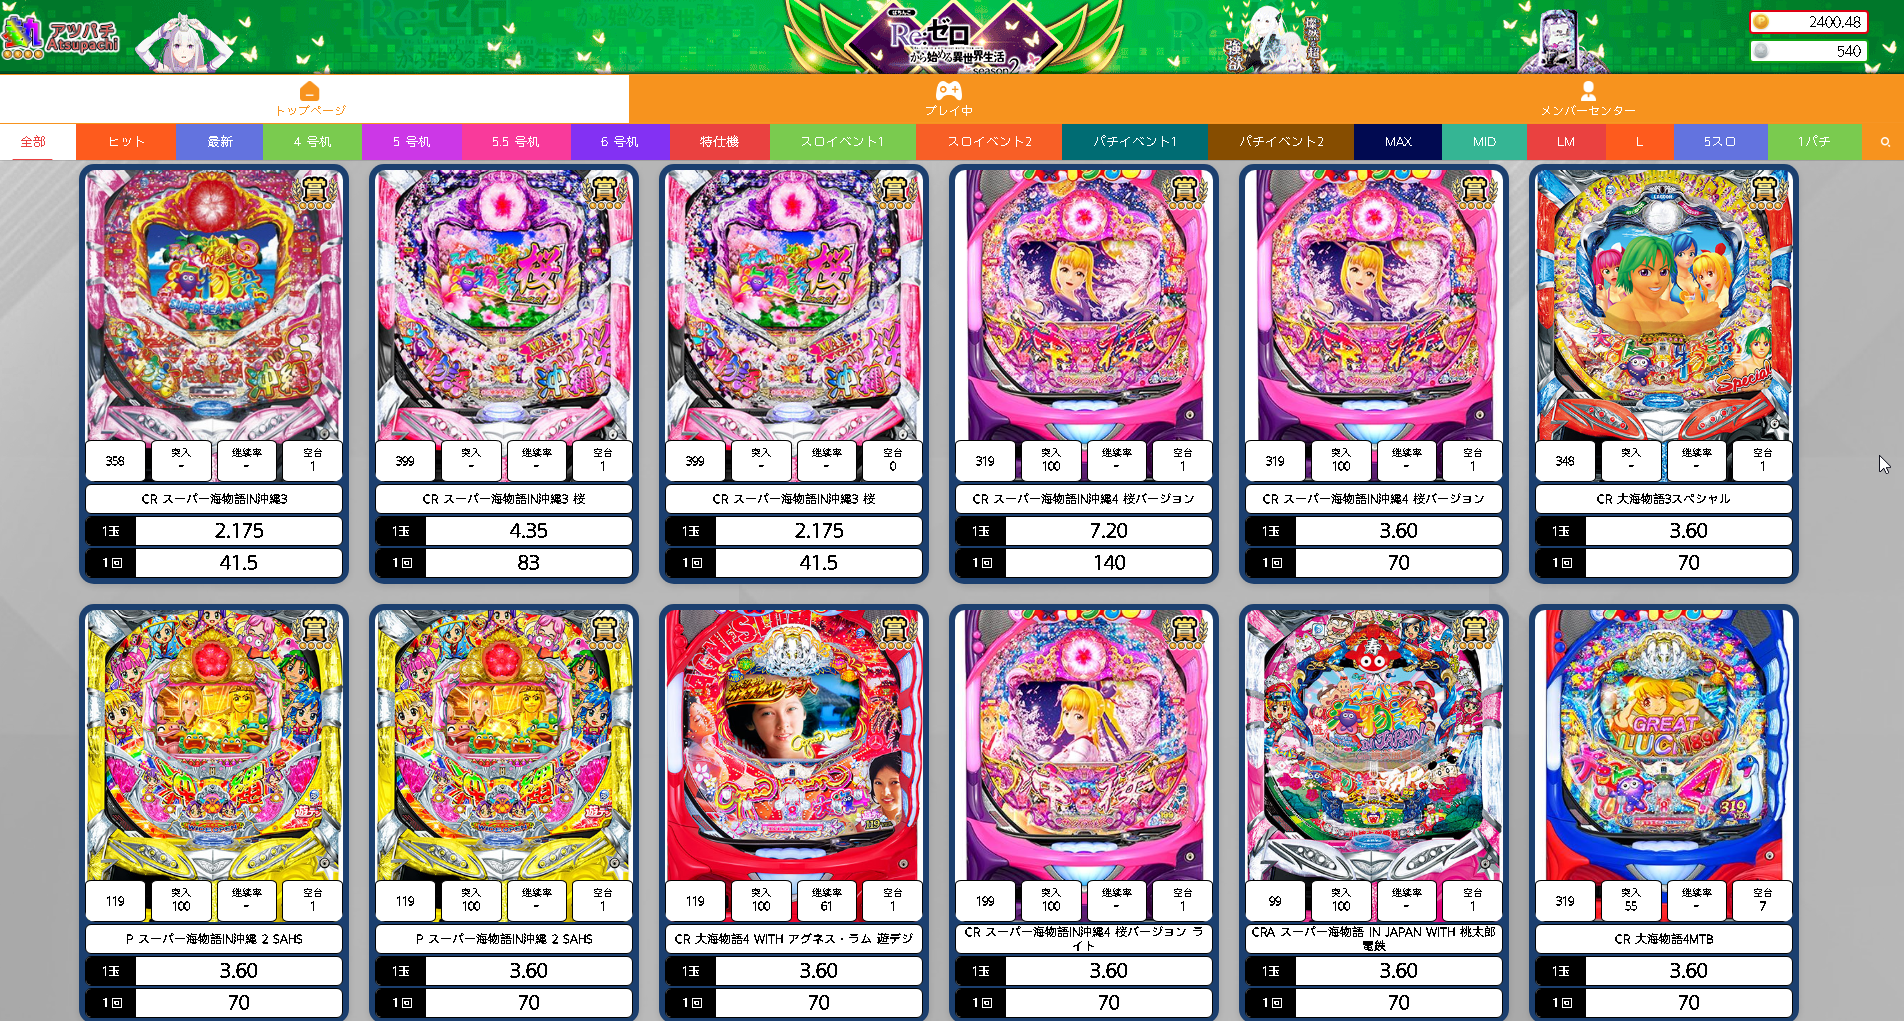 アツパチ
Atsupachi
Re:ゼロ
から始める異世界生活
season2
強欲
2400.48
540
トップページ
プレイ中
メンバーセンター
全部
ヒット
最新
4 号机
5 号机
5.5 号机
6 号机
特仕機
スロイベント1
スロイベント2
パチイベント1
パチイベント2
MAX
MID
LM
L
5スロ
1パチ
賞 賞 賞 賞 賞 賞
358 突入 - 継続率 - 空台 1
CR スーパー海物語IN沖縄3
1玉 2.175
1回 41.5
399 突入 - 継続率 - 空台 1
CR スーパー海物語IN沖縄3 桜
1玉 4.35
1回 83
399 突入 - 継続率 - 空台 0
CR スーパー海物語IN沖縄3 桜
1玉 2.175
1回 41.5
319 突入 100 継続率 - 空台 1
CR スーパー海物語IN沖縄4 桜バージョン
1玉 7.20
1回 140
319 突入 100 継続率 - 空台 1
CR スーパー海物語IN沖縄4 桜バージョン
1玉 3.60
1回 70
348 突入 - 継続率 - 空台 1
CR 大海物語3スペシャル
1玉 3.60
1回 70
賞 賞 賞 賞 賞
119 突入 100 継続率 - 空台 1
P スーパー海物語IN沖縄 2 SAHS
1玉 3.60
1回 70
119 突入 100 継続率 - 空台 1
P スーパー海物語IN沖縄 2 SAHS
1玉 3.60
1回 70
119 突入 100 継続率 61 空台 1
CR 大海物語4 WITH アグネス・ラム 遊デジ
1玉 3.60
1回 70
199 突入 100 継続率 - 空台 1
CR スーパー海物語IN沖縄4 桜バージョン ラ
イト
1玉 3.60
1回 70
99 突入 100 継続率 - 空台 1
CRA スーパー海物語 IN JAPAN WITH 桃太郎
電鉄
1玉 3.60
1回 70
GREAT
319 突入 55 継続率 - 空台 7
CR 大海物語4MTB
1玉 3.60
1回 70